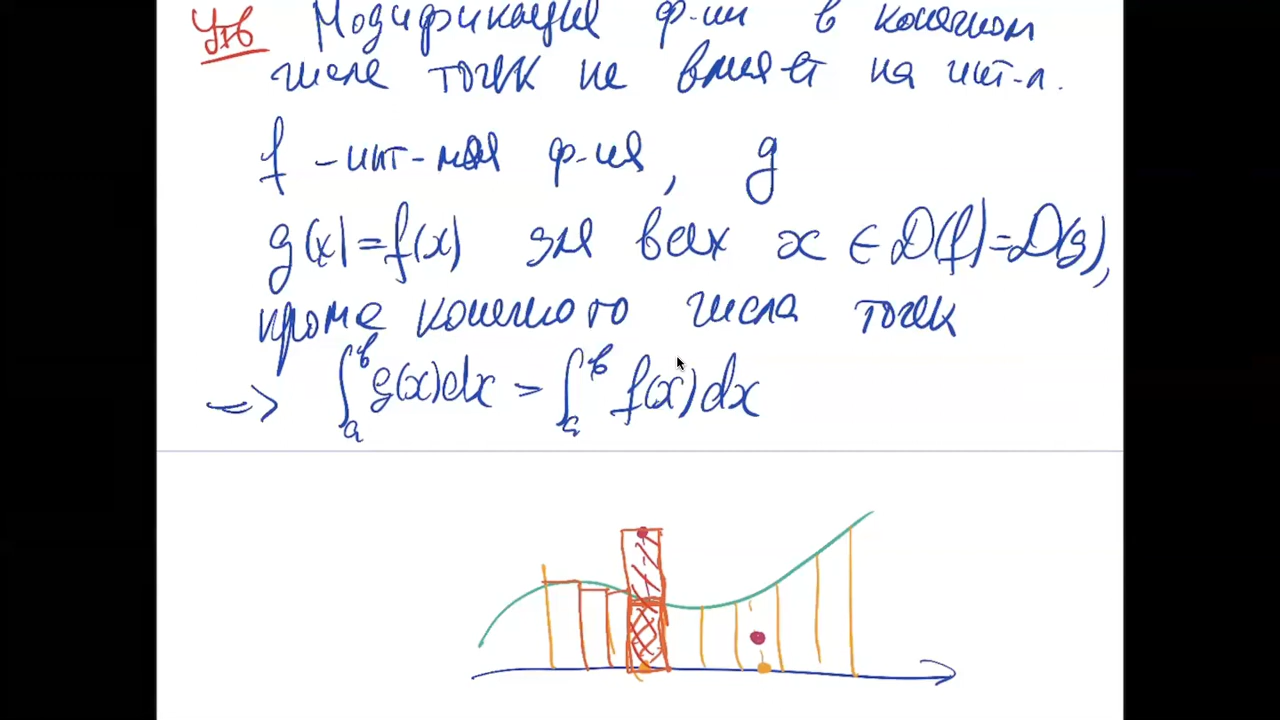 Утв Модификация ф-ии в конечном
числе точек не влияет на инт-л.
f - инт-мая ф-ия, g
g(x)=f(x) для всех x ∈ D(f)=D(g),
кроме конечного числа точек
=> ∫_a^b g(x)dx = ∫_a^b f(x)dx